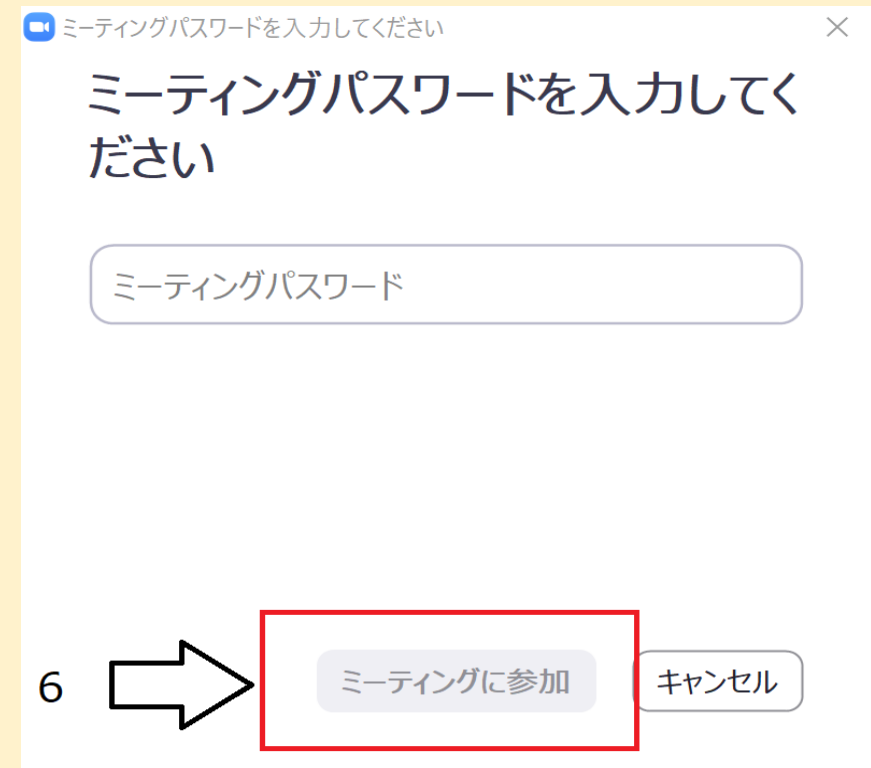 ミーティングパスワードを入力してください
ミーティングパスワードを入力してく
ださい
ミーティングパスワード
6
ミーティングに参加
キャンセル